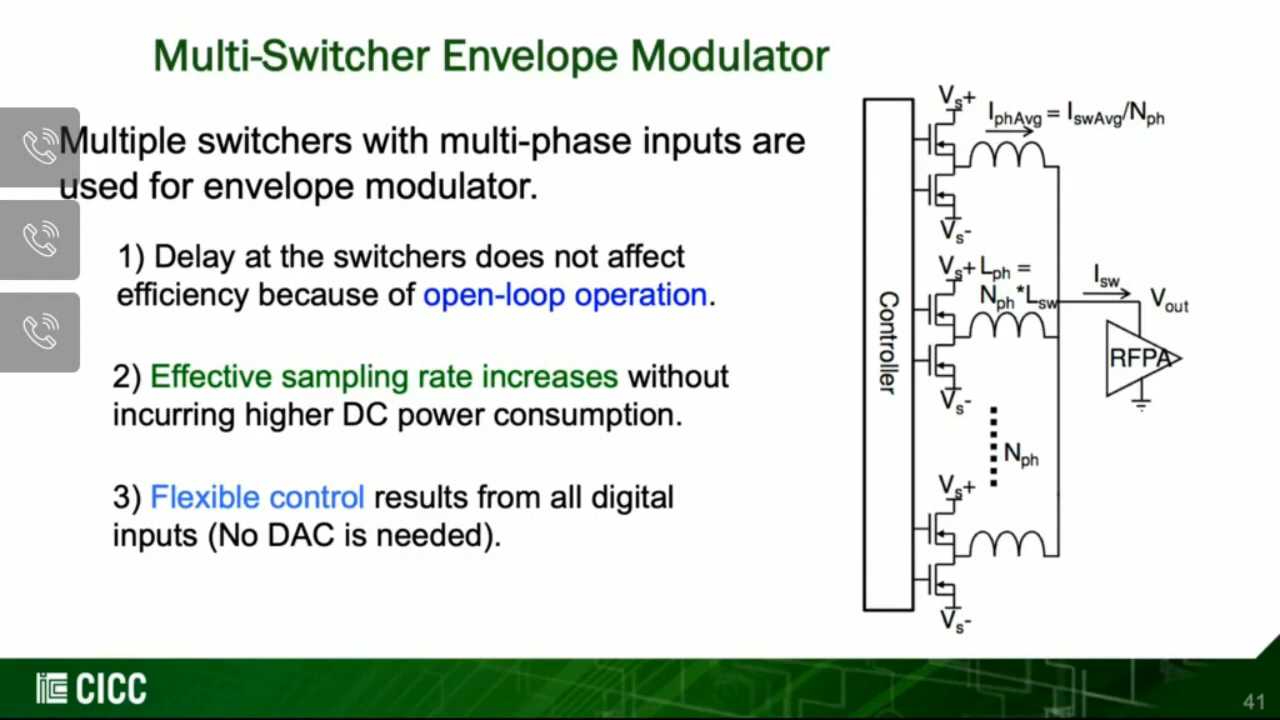 Multi-Switcher Envelope Modulator
Multiple switchers with multi-phase inputs are
used for envelope modulator.
1) Delay at the switchers does not affect
efficiency because of open-loop operation.
2) Effective sampling rate increases without
incurring higher DC power consumption.
3) Flexible control results from all digital
inputs (No DAC is needed).
Controller
Vs+
IphAvg = IswAvg/Nph
Vs-
Vs+
Lph =
Nph*Lsw
Isw
Vout
RFPA
Vs-
Nph
Vs+
Vs-
CICC
41